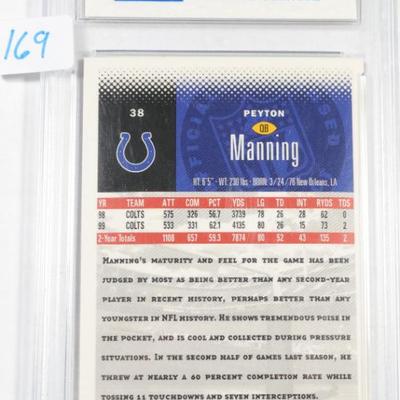 169
38
PEYTON
QB
Manning
HT: 6'5" - WT: 230 lbs - BORN: 3/24/76 New Orleans, LA
YR TEAM ATT COM PCT YDS LG TD INT RYDS TDS
98 COLTS 575 326 56.7 3739 78 26 28 62 0
99 COLTS 533 331 62.1 4135 80 26 15 73 2
2-Year Totals 1108 657 59.3 7874 80 52 43 135 2
Manning's maturity and feel for the game has been
judged by most as being better than any second-year
player in recent history, perhaps better than any
youngster in NFL history. He shows tremendous poise in
the pocket, and is cool and collected during pressure
situations. In the second half of games last season, he
threw at nearly a 60 percent completion rate while
tossing 11 touchdowns and seven interceptions.